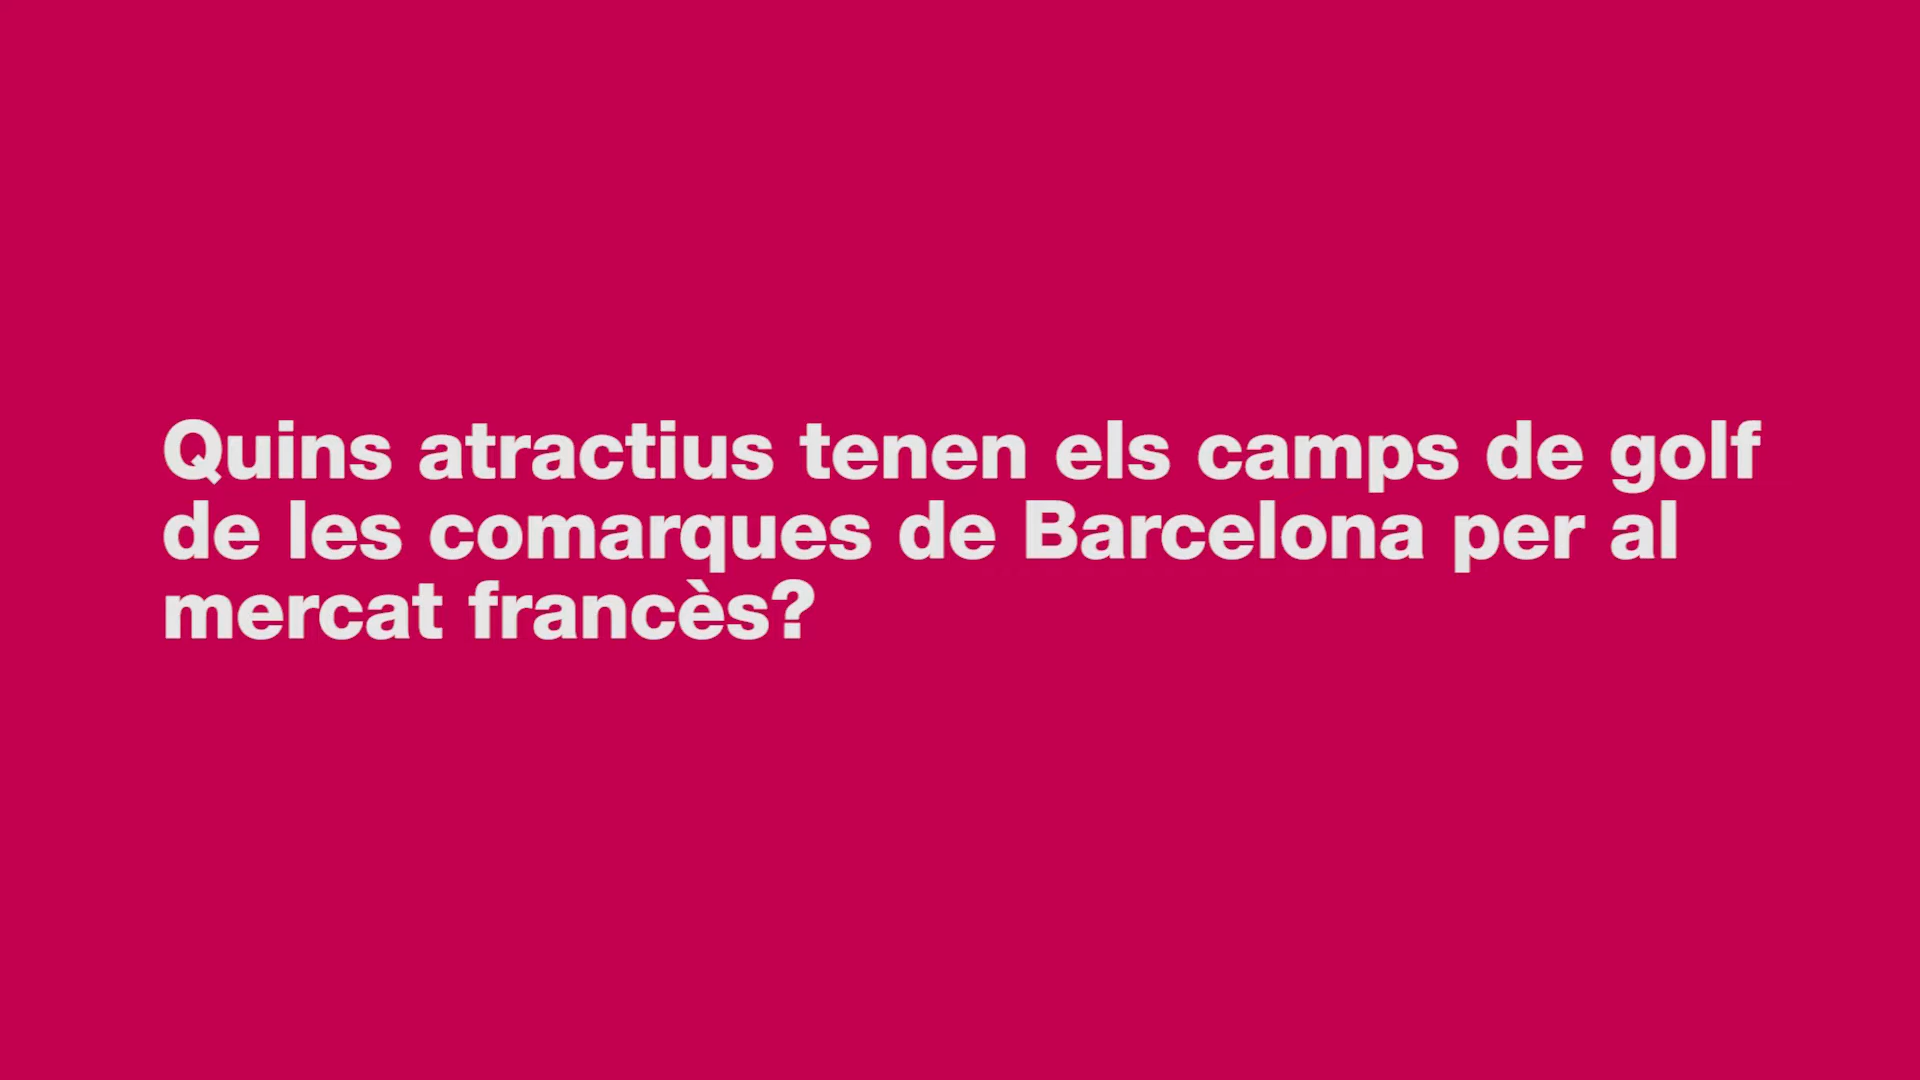 Quins atractius tenen els camps de golf
de les comarques de Barcelona per al
mercat francès?